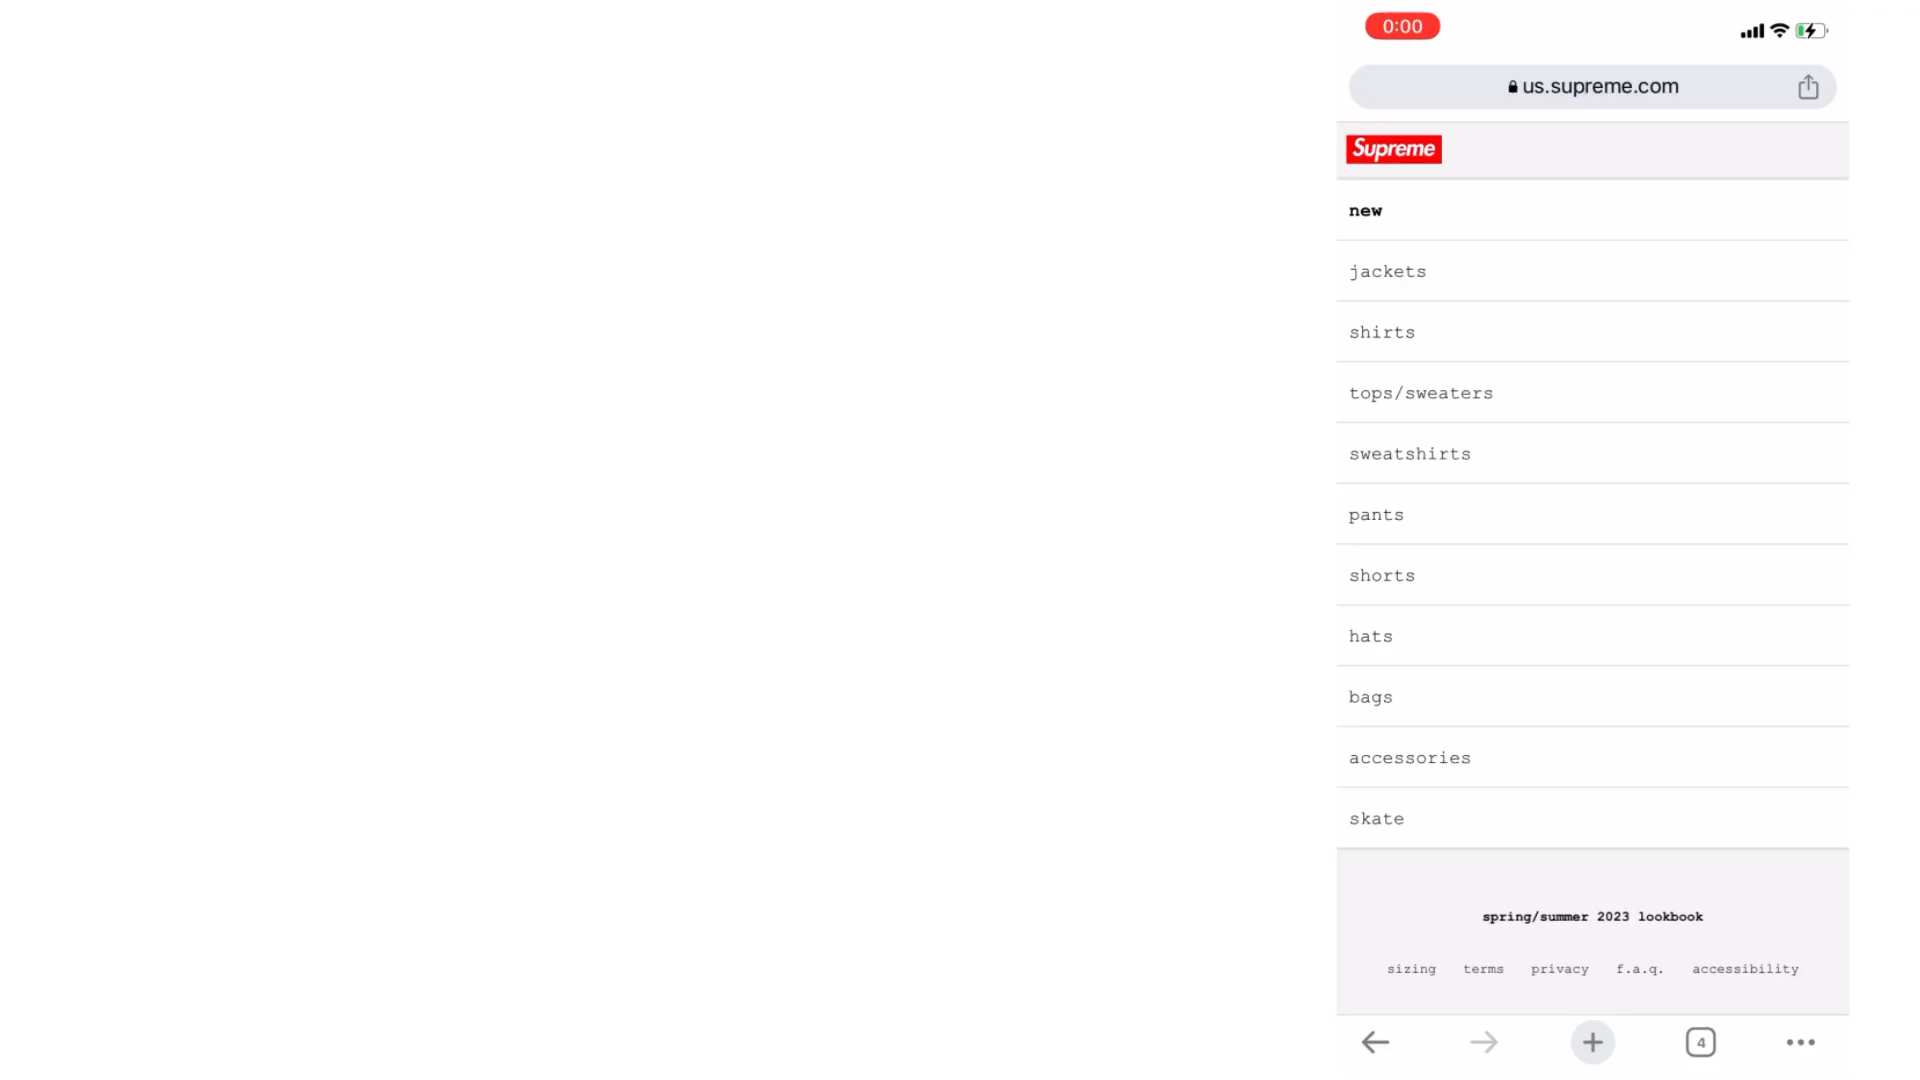 0:00
us.supreme.com
Supreme
new
jackets
shirts
tops/sweaters
sweatshirts
pants
shorts
hats
bags
accessories
skate
spring/summer 2023 lookbook
sizing terms privacy f.a.q. accessibility
4